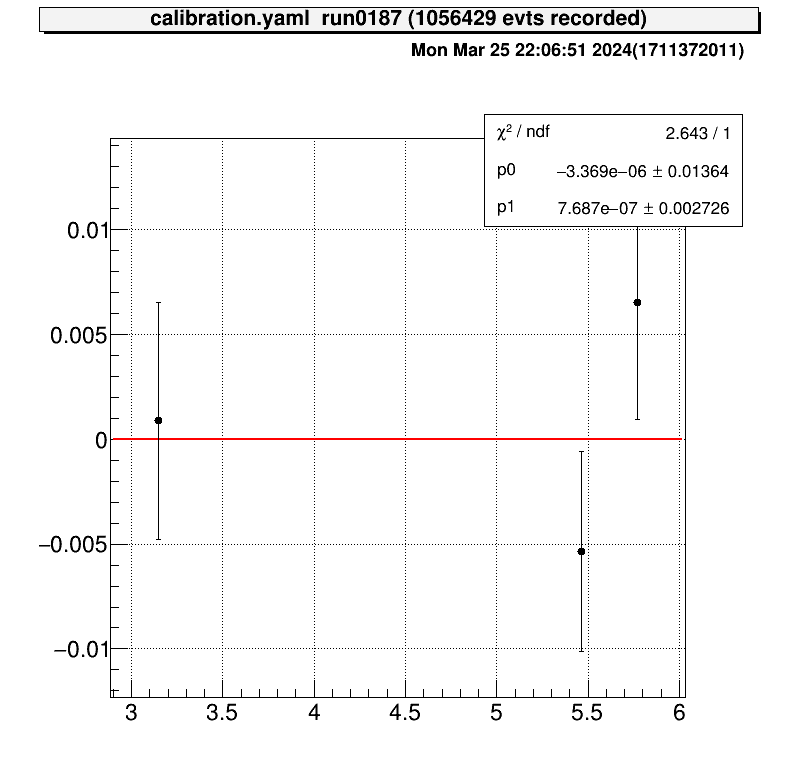 calibration.yaml run0187 (1056429 evts recorded)
Mon Mar 25 22:06:51 2024(1711372011)
χ² / ndf 2.643 / 1
p0 −3.369e−06 ± 0.01364
p1 7.687e−07 ± 0.002726
0.01
0.005
0
−0.005
−0.01
3 3.5 4 4.5 5 5.5 6